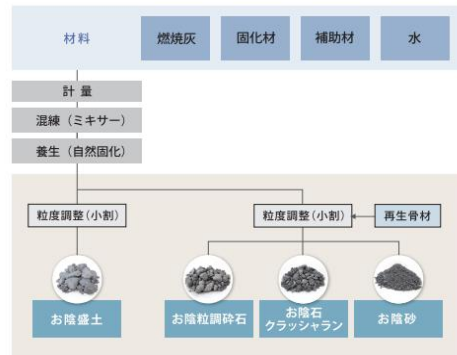 材料
燃焼灰
固化材
補助材
水
計量
混練（ミキサー）
養生（自然固化）
粒度調整（小割）
粒度調整（小割）
再生骨材
お陰盛土
お陰粒調砕石
お陰石
クラッシャラン
お陰砂